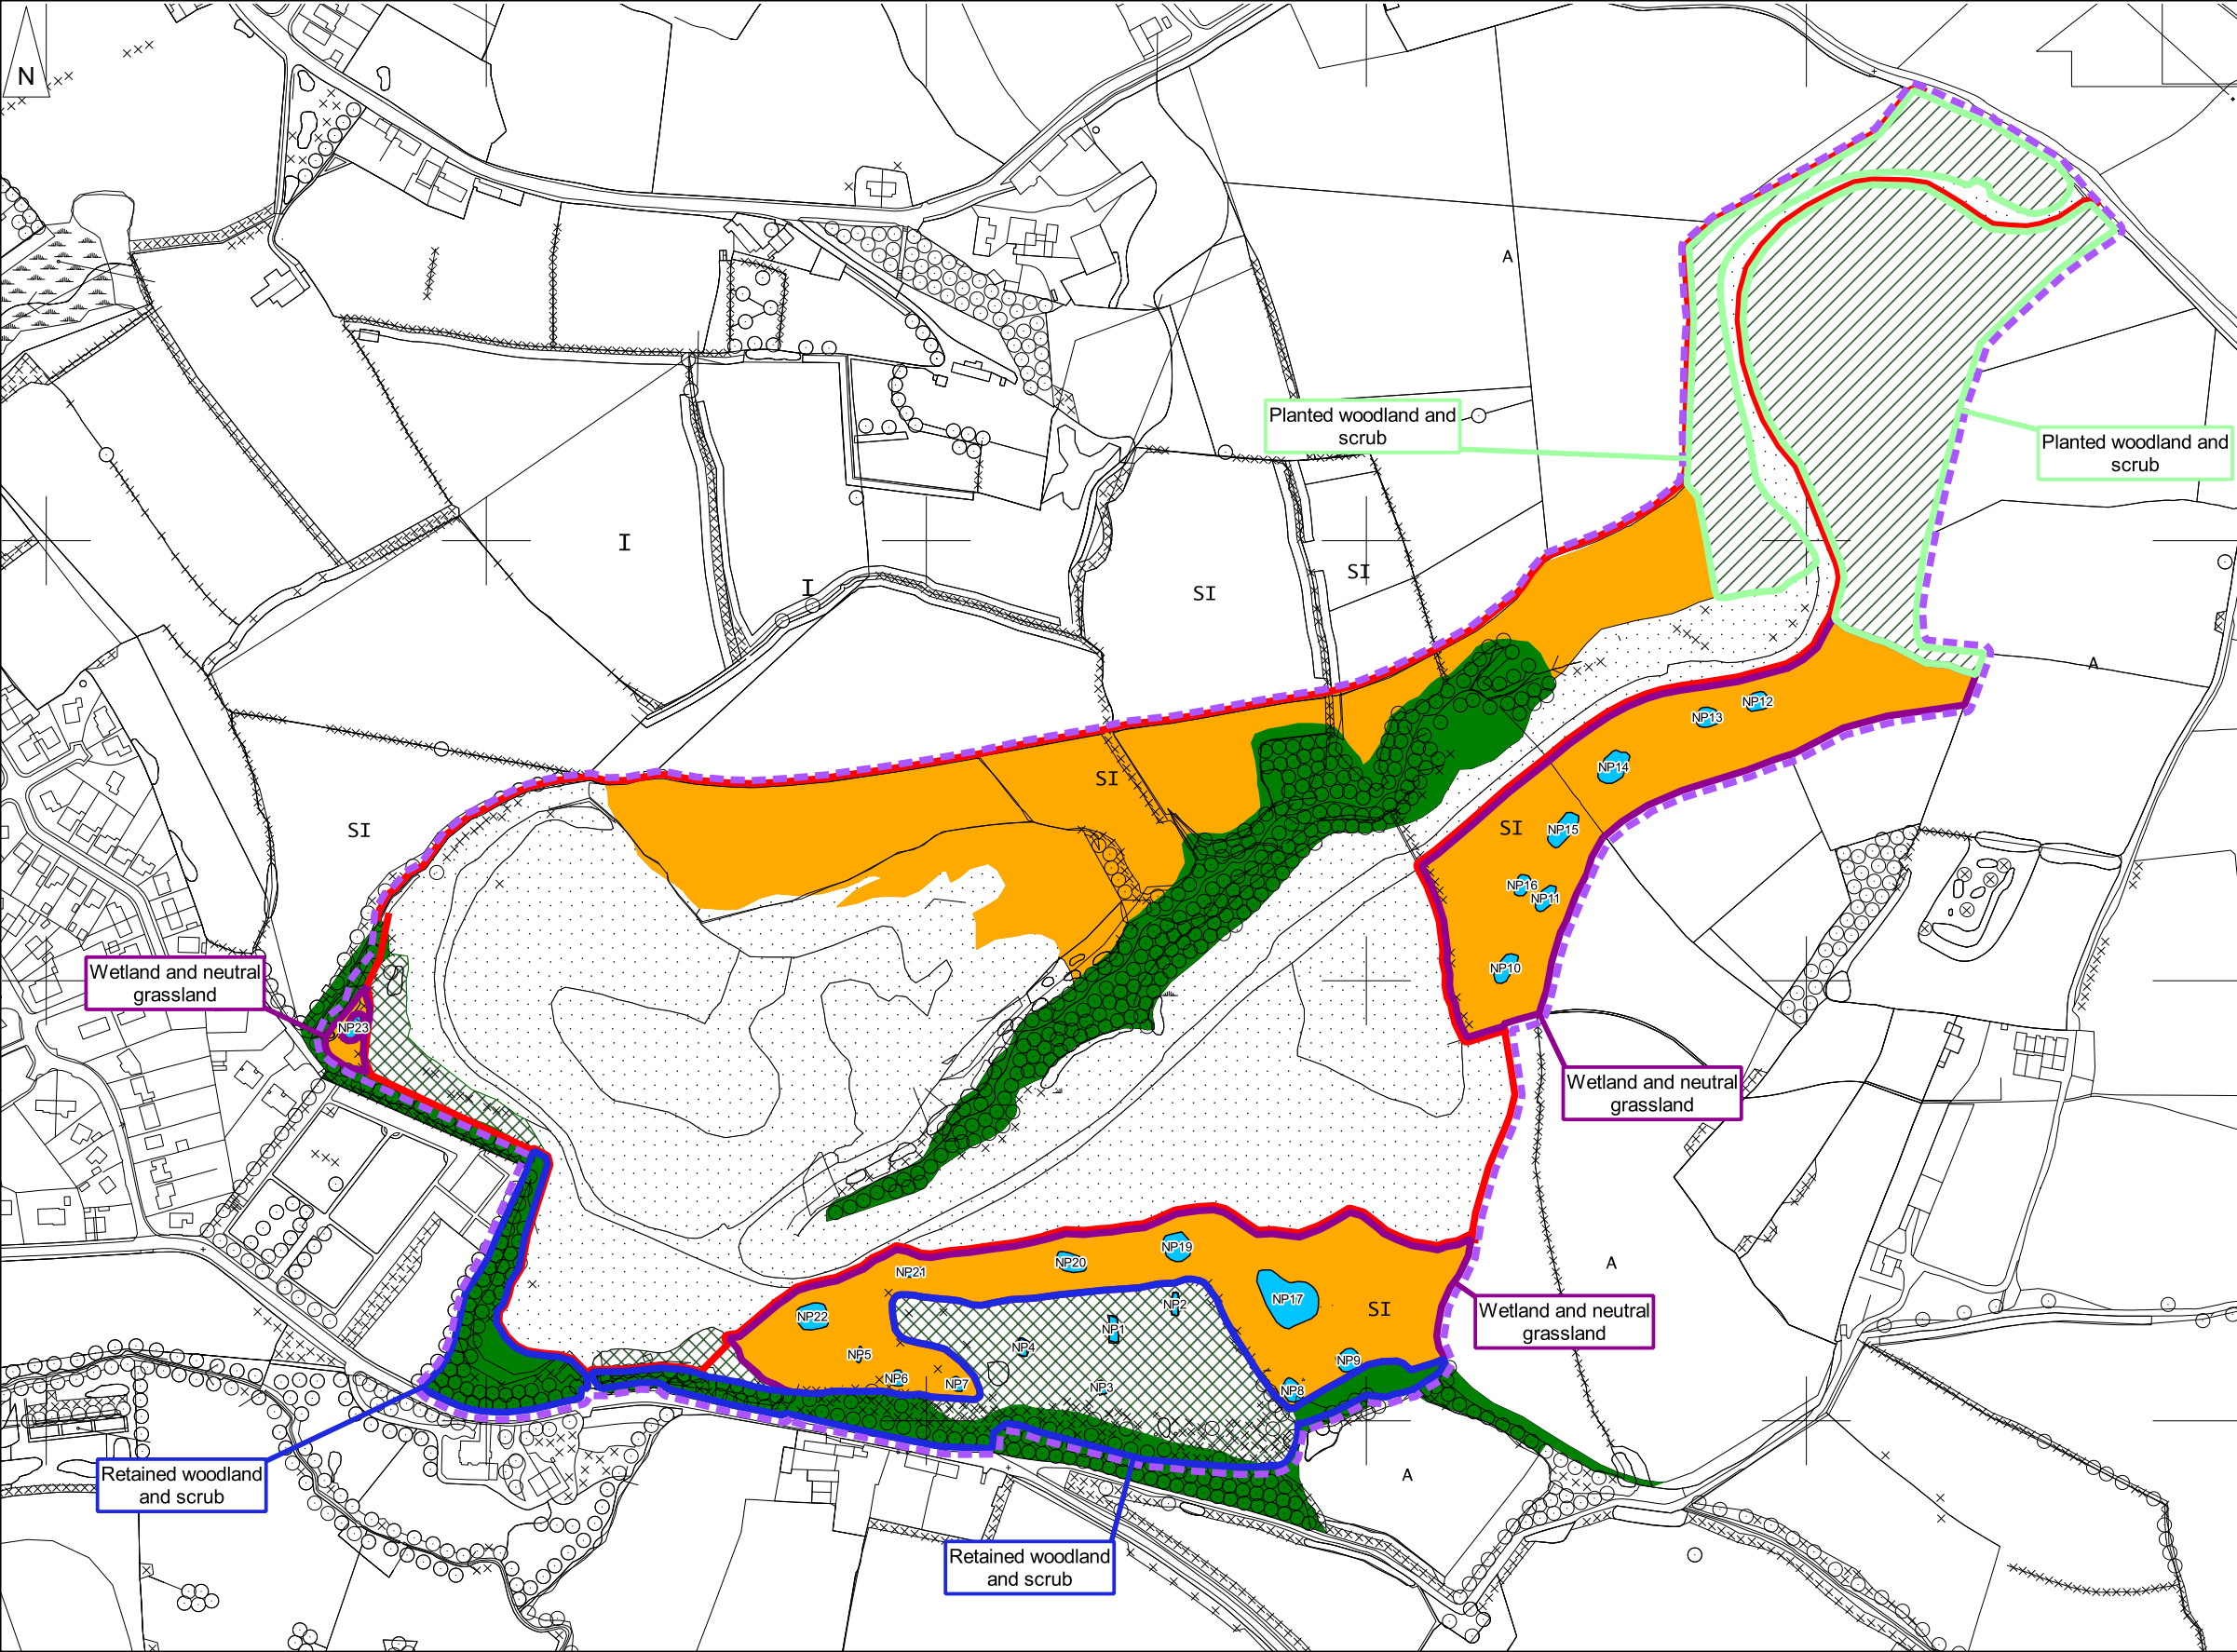 N
A
Planted woodland and
scrub
Planted woodland and
scrub
I
I
SI
SI
A
NP12
NP13
NP14
SI
SI
SI
NP15
NP16
NP11
NP10
Wetland and neutral
grassland
NP23
Wetland and neutral
grassland
NP19
NP20
NP21
A
NP17
NP2
NP22
SI
NP1
Wetland and neutral
grassland
NP4
NP5
NP9
NP6
NP7
NP3
NP8
Retained woodland
and scrub
A
Retained woodland
and scrub